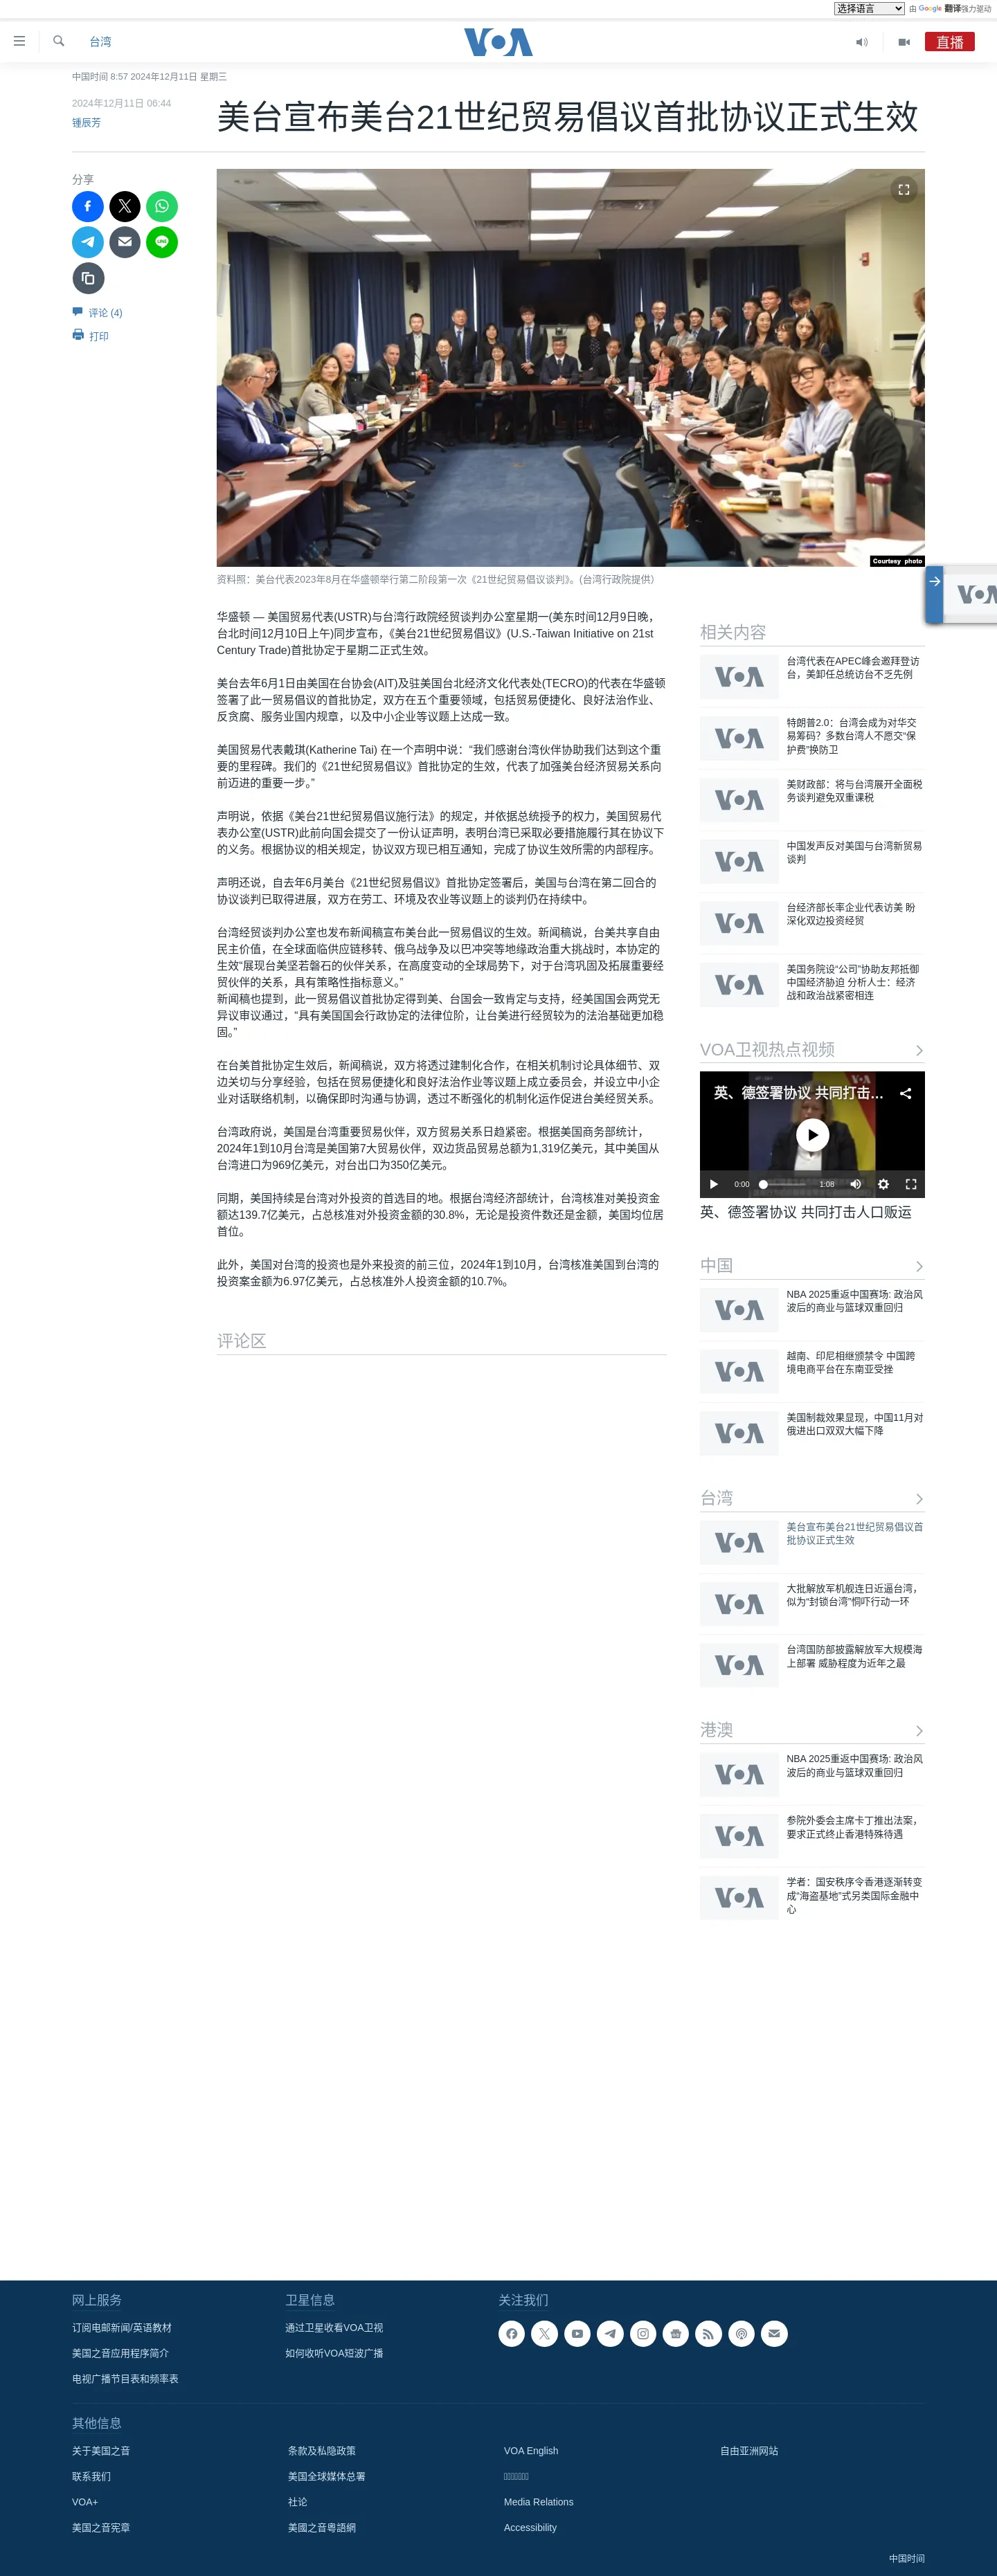 选择语言 由 Google 翻译强力驱动
台湾
VOA
直播
中国时间 8:57 2024年12月11日 星期三
2024年12月11日 06:44
锺辰芳
美台宣布美台21世纪贸易倡议首批协议正式生效
分享
评论 (4)
打印
Courtesy photo
资料照：美台代表2023年8月在华盛顿举行第二阶段第一次《21世纪贸易倡议谈判》。(台湾行政院提供）
华盛顿 — 美国贸易代表(USTR)与台湾行政院经贸谈判办公室星期一(美东时间12月9日晚，
台北时间12月10日上午)同步宣布，《美台21世纪贸易倡议》(U.S.-Taiwan Initiative on 21st
Century Trade)首批协定于星期二正式生效。
美台去年6月1日由美国在台协会(AIT)及驻美国台北经济文化代表处(TECRO)的代表在华盛顿
签署了此一贸易倡议的首批协定，双方在五个重要领域，包括贸易便捷化、良好法治作业、
反贪腐、服务业国内规章，以及中小企业等议题上达成一致。
美国贸易代表戴琪(Katherine Tai) 在一个声明中说：“我们感谢台湾伙伴协助我们达到这个重
要的里程碑。我们的《21世纪贸易倡议》首批协定的生效，代表了加强美台经济贸易关系向
前迈进的重要一步。”
声明说，依据《美台21世纪贸易倡议施行法》的规定，并依据总统授予的权力，美国贸易代
表办公室(USTR)此前向国会提交了一份认证声明，表明台湾已采取必要措施履行其在协议下
的义务。根据协议的相关规定，协议双方现已相互通知，完成了协议生效所需的内部程序。
声明还说，自去年6月美台《21世纪贸易倡议》首批协定签署后，美国与台湾在第二回合的
协议谈判已取得进展，双方在劳工、环境及农业等议题上的谈判仍在持续中。
台湾经贸谈判办公室也发布新闻稿宣布美台此一贸易倡议的生效。新闻稿说，台美共享自由
民主价值，在全球面临供应链移转、俄乌战争及以巴冲突等地缘政治重大挑战时，本协定的
生效“展现台美坚若磐石的伙伴关系，在高度变动的全球局势下，对于台湾巩固及拓展重要经
贸伙伴的关系，具有策略性指标意义。”
新闻稿也提到，此一贸易倡议首批协定得到美、台国会一致肯定与支持，经美国国会两党无
异议审议通过，“具有美国国会行政协定的法律位阶，让台美进行经贸较为的法治基础更加稳
固。”
在台美首批协定生效后，新闻稿说，双方将透过建制化合作，在相关机制讨论具体细节、双
边关切与分享经验，包括在贸易便捷化和良好法治作业等议题上成立委员会，并设立中小企
业对话联络机制，以确保即时沟通与协调，透过不断强化的机制化运作促进台美经贸关系。
台湾政府说，美国是台湾重要贸易伙伴，双方贸易关系日趋紧密。根据美国商务部统计，
2024年1到10月台湾是美国第7大贸易伙伴，双边货品贸易总额为1,319亿美元，其中美国从
台湾进口为969亿美元，对台出口为350亿美元。
同期，美国持续是台湾对外投资的首选目的地。根据台湾经济部统计，台湾核准对美投资金
额达139.7亿美元，占总核准对外投资金额的30.8%，无论是投资件数还是金额，美国均位居
首位。
此外，美国对台湾的投资也是外来投资的前三位，2024年1到10月，台湾核准美国到台湾的
投资案金额为6.97亿美元，占总核准外人投资金额的10.7%。
评论区
相关内容
台湾代表在APEC峰会邀拜登访
台，美卸任总统访台不乏先例
特朗普2.0：台湾会成为对华交
易筹码？多数台湾人不愿交“保
护费”换防卫
美财政部：将与台湾展开全面税
务谈判避免双重课税
中国发声反对美国与台湾新贸易
谈判
台经济部长率企业代表访美 盼
深化双边投资经贸
美国务院设“公司”协助友邦抵御
中国经济胁迫 分析人士：经济
战和政治战紧密相连
VOA卫视热点视频
英、德签署协议 共同打击...
0:00 1:08
英、德签署协议 共同打击人口贩运
中国
NBA 2025重返中国赛场: 政治风
波后的商业与篮球双重回归
越南、印尼相继颁禁令 中国跨
境电商平台在东南亚受挫
美国制裁效果显现，中国11月对
俄进出口双双大幅下降
台湾
美台宣布美台21世纪贸易倡议首
批协议正式生效
大批解放军机舰连日近逼台湾，
似为“封锁台湾”恫吓行动一环
台湾国防部披露解放军大规模海
上部署 威胁程度为近年之最
港澳
NBA 2025重返中国赛场: 政治风
波后的商业与篮球双重回归
参院外委会主席卡丁推出法案，
要求正式终止香港特殊待遇
学者：国安秩序令香港逐渐转变
成“海盗基地”式另类国际金融中
心
网上服务
订阅电邮新闻/英语教材
美国之音应用程序简介
电视广播节目表和频率表
卫星信息
通过卫星收看VOA卫视
如何收听VOA短波广播
关注我们
其他信息
关于美国之音
联系我们
VOA+
美国之音宪章
条款及私隐政策
美国全球媒体总署
社论
美國之音粵語網
VOA English
Media Relations
Accessibility
自由亚洲网站
中国时间